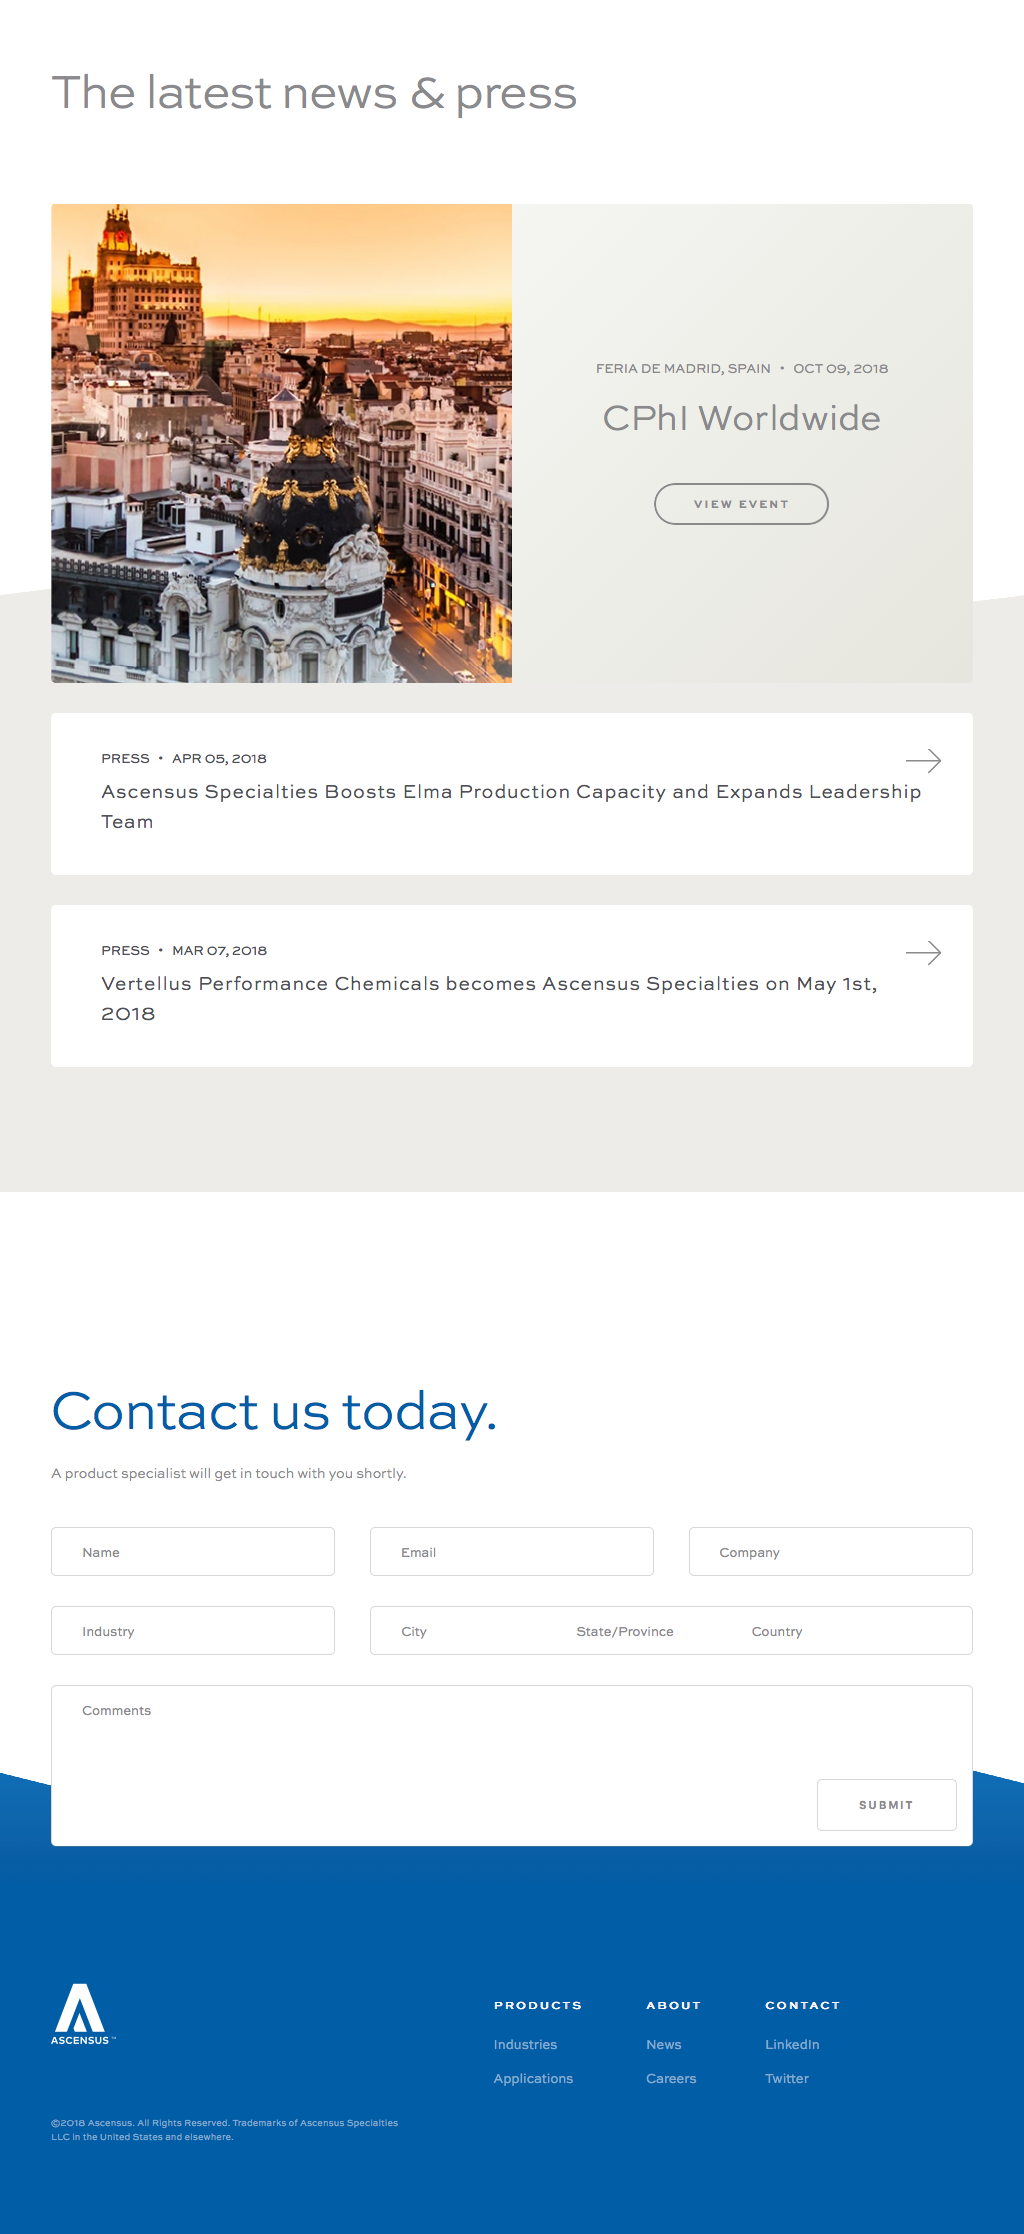 The latest news & press
FERIA DE MADRID, SPAIN • OCT 09, 2018
CPhI Worldwide
VIEW EVENT
PRESS • APR 05, 2018
Ascensus Specialties Boosts Elma Production Capacity and Expands Leadership
Team
PRESS • MAR 07, 2018
Vertellus Performance Chemicals becomes Ascensus Specialties on May 1st,
2018
Contact us today.
A product specialist will get in touch with you shortly.
Name Email Company
Industry City State/Province Country
Comments
SUBMIT
ASCENSUS™
PRODUCTS ABOUT CONTACT
Industries News LinkedIn
Applications Careers Twitter
©2018 Ascensus. All Rights Reserved. Trademarks of Ascensus Specialties
LLC in the United States and elsewhere.